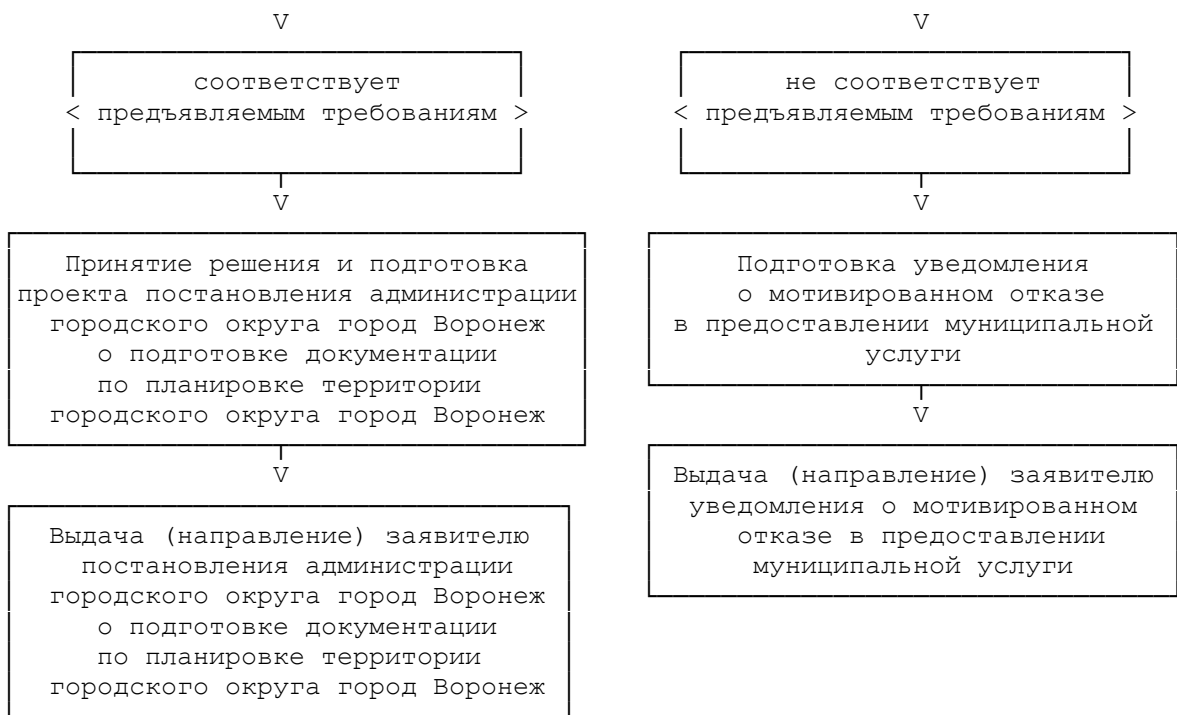 V
соответствует
< предъявляемым требованиям >
V
Принятие решения и подготовка
проекта постановления администрации
городского округа город Воронеж
о подготовке документации
по планировке территории
городского округа город Воронеж
V
Выдача (направление) заявителю
постановления администрации
городского округа город Воронеж
о подготовке документации
по планировке территории
городского округа город Воронеж
V
не соответствует
< предъявляемым требованиям >
V
Подготовка уведомления
о мотивированном отказе
в предоставлении муниципальной
услуги
V
Выдача (направление) заявителю
уведомления о мотивированном
отказе в предоставлении
муниципальной услуги